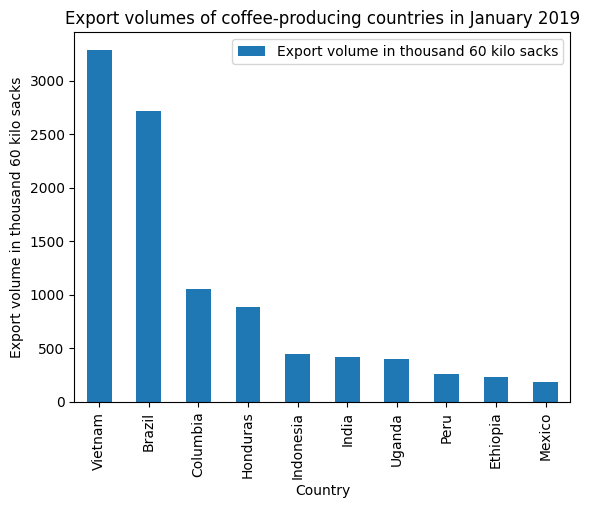 Export volumes of coffee-producing countries in January 2019
Export volume in thousand 60 kilo sacks
Export volume in thousand 60 kilo sacks
3000
2500
2000
1500
1000
500
0
Vietnam
Brazil
Columbia
Honduras
Indonesia
India
Uganda
Peru
Ethiopia
Mexico
Country